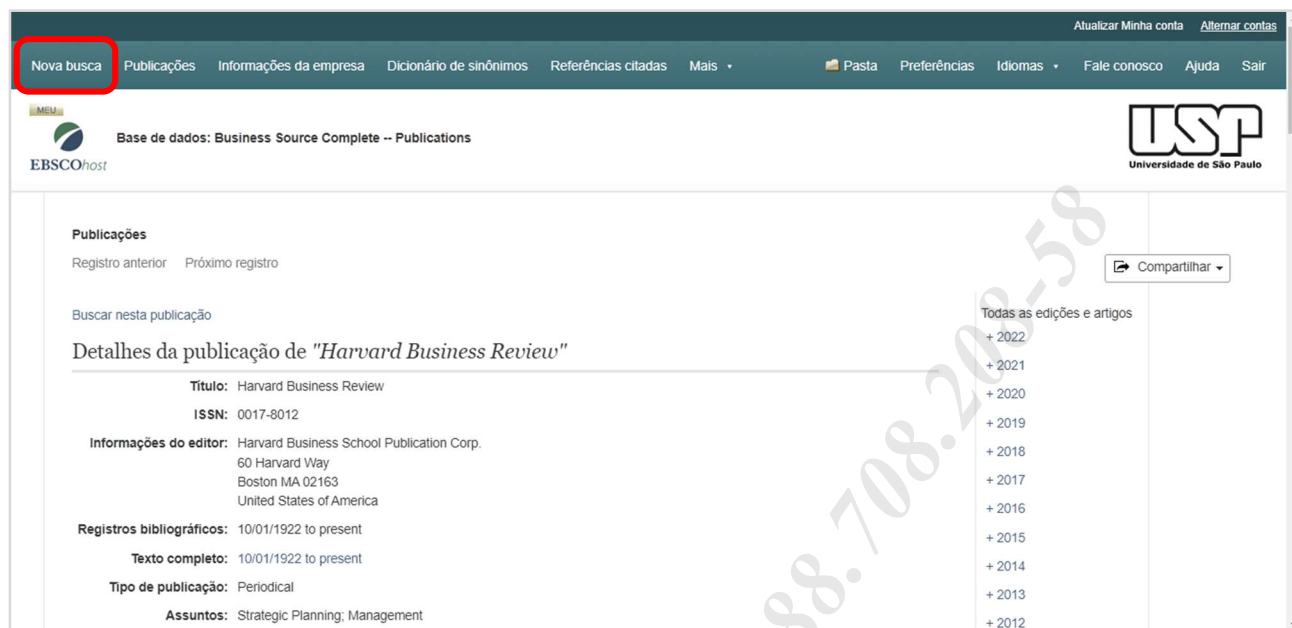 Atualizar Minha conta Alternar contas
Nova busca Publicações Informações da empresa Dicionário de sinônimos Referências citadas Mais Pasta Preferências Idiomas Fale conosco Ajuda Sair
MEU
EBSCOhost
Base de dados: Business Source Complete -- Publications
USP
Universidade de São Paulo
Publicações
Registro anterior Próximo registro
Compartilhar
Buscar nesta publicação
Detalhes da publicação de "Harvard Business Review"
Título: Harvard Business Review
ISSN: 0017-8012
Informações do editor: Harvard Business School Publication Corp.
60 Harvard Way
Boston MA 02163
United States of America
Registros bibliográficos: 10/01/1922 to present
Texto completo: 10/01/1922 to present
Tipo de publicação: Periodical
Assuntos: Strategic Planning; Management
Todas as edições e artigos
+ 2022
+ 2021
+ 2020
+ 2019
+ 2018
+ 2017
+ 2016
+ 2015
+ 2014
+ 2013
+ 2012
88.708.208-58